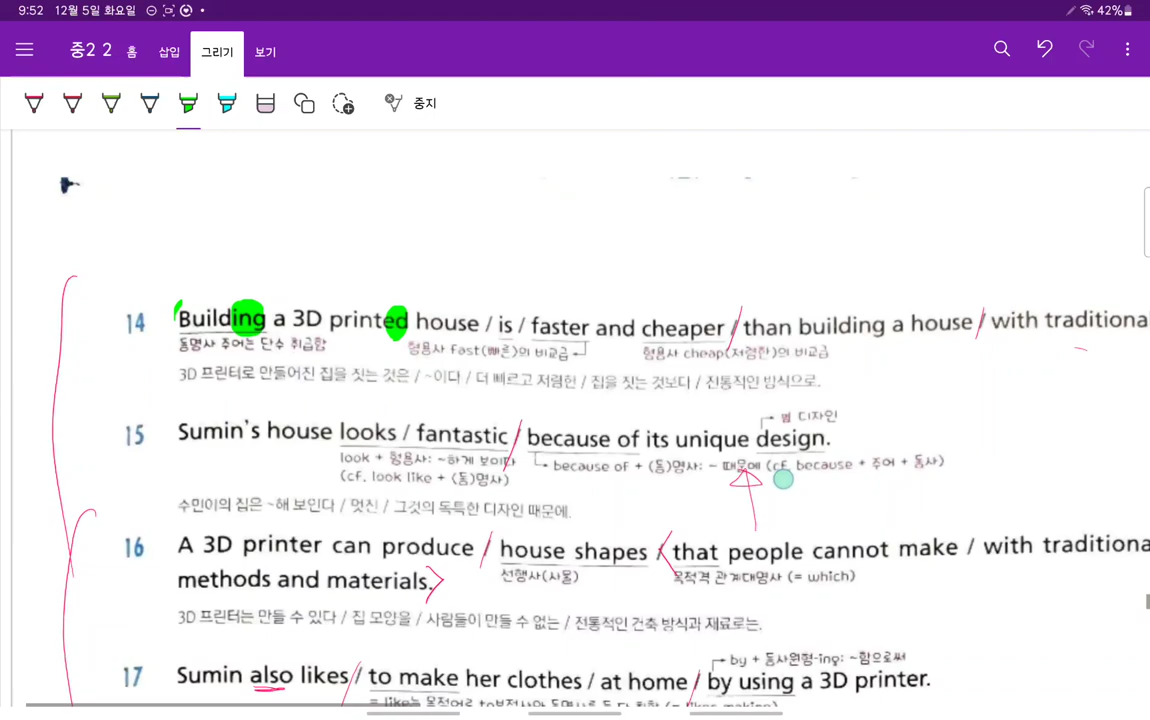 9:52 12월 5일 화요일 42%
중2 2 홈 삽입 그리기 보기
중지
14 Building a 3D printed house / is / faster and cheaper / than building a house / with traditional
동명사 주어는 단수 취급함 형용사 fast(빠른)의 비교급 형용사 cheap(저렴한)의 비교급
3D 프린터로 만들어진 집을 짓는 것은 / ~이다 / 더 빠르고 저렴한 / 집을 짓는 것보다 / 전통적인 방식으로.
명 디자인
15 Sumin's house looks / fantastic / because of its unique design.
look + 형용사: ~하게 보이다 because of + (동)명사: ~ 때문에 (cf. because + 주어 + 동사)
(cf. look like + (동)명사)
수민이의 집은 ~해 보인다 / 멋진 / 그것의 독특한 디자인 때문에.
16 A 3D printer can produce / house shapes / that people cannot make / with traditional
선행사(사물) 목적격 관계대명사 (= which)
methods and materials.
3D 프린터는 만들 수 있다 / 집 모양을 / 사람들이 만들 수 없는 / 전통적인 건축 방식과 재료로는.
by + 동사원형-ing: ~함으로써
17 Sumin also likes / to make her clothes / at home / by using a 3D printer.